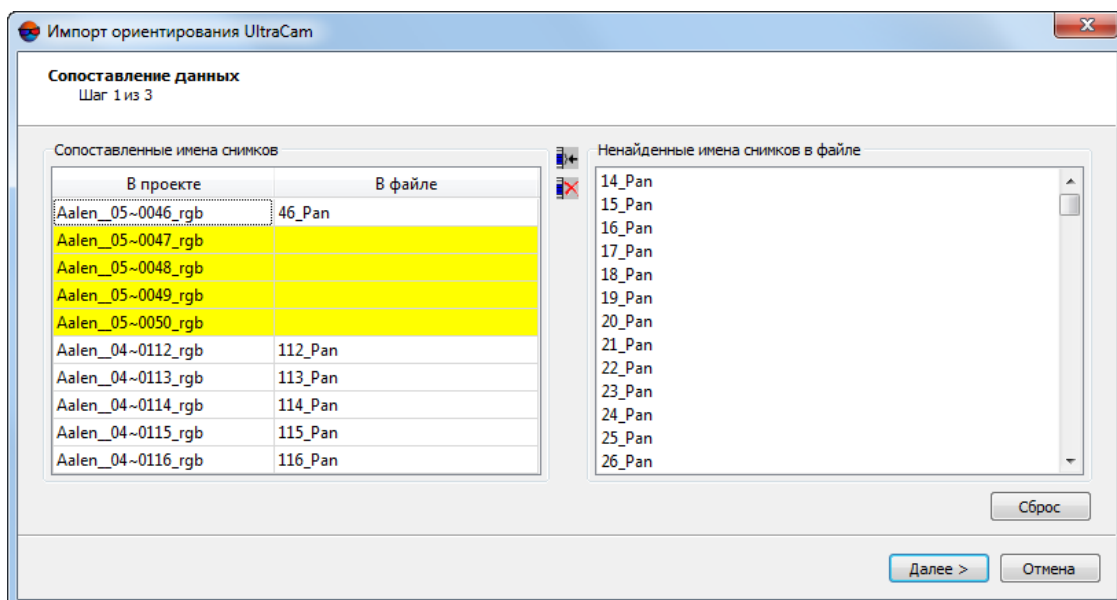 Импорт ориентирования UltraCam
Сопоставление данных
Шаг 1 из 3
Сопоставленные имена снимков
В проекте В файле
Aalen__05~0046_rgb 46_Pan
Aalen__05~0047_rgb
Aalen__05~0048_rgb
Aalen__05~0049_rgb
Aalen__05~0050_rgb
Aalen__04~0112_rgb 112_Pan
Aalen__04~0113_rgb 113_Pan
Aalen__04~0114_rgb 114_Pan
Aalen__04~0115_rgb 115_Pan
Aalen__04~0116_rgb 116_Pan
Ненайденные имена снимков в файле
14_Pan
15_Pan
16_Pan
17_Pan
18_Pan
19_Pan
20_Pan
21_Pan
22_Pan
23_Pan
24_Pan
25_Pan
26_Pan
Сброс
Далее > Отмена